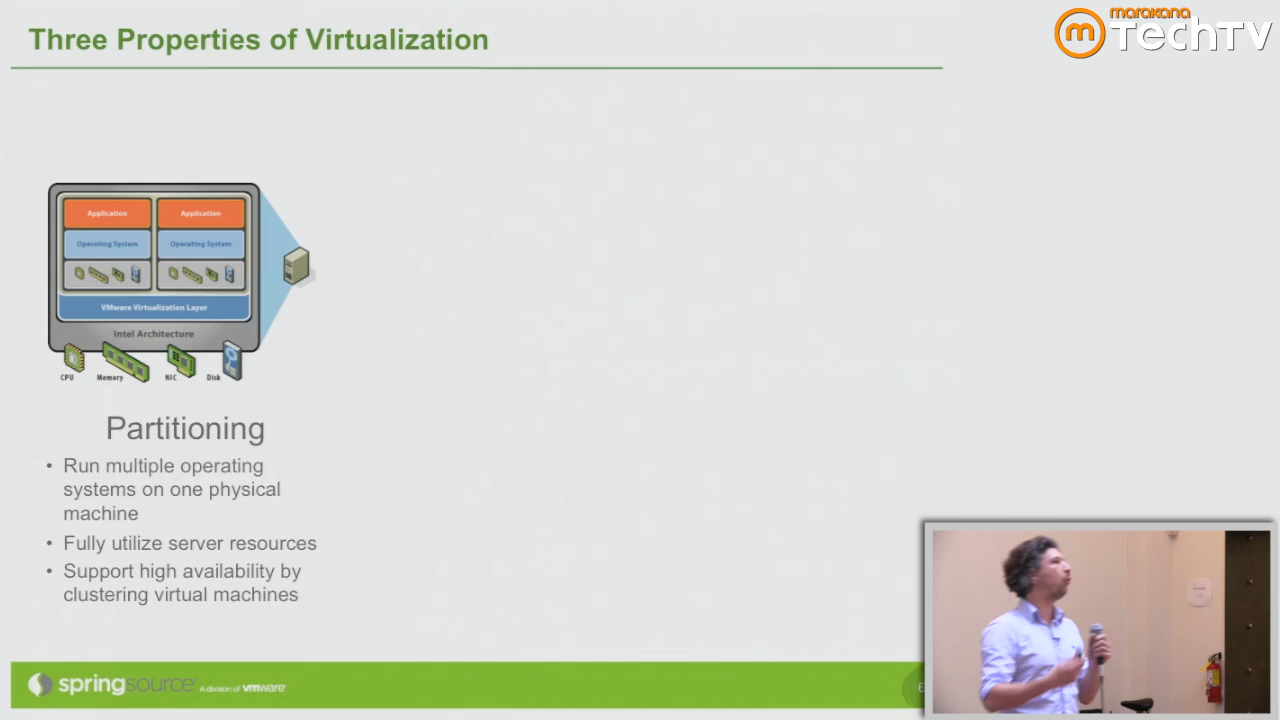 Three Properties of Virtualization
marakana
TechTV
Application
Application
Operating System
Operating System
VMware Virtualization Layer
Intel Architecture
CPU
Memory
NIC
Disk
Partitioning
• Run multiple operating
systems on one physical
machine
• Fully utilize server resources
• Support high availability by
clustering virtual machines
springsource
A division of vmware
6